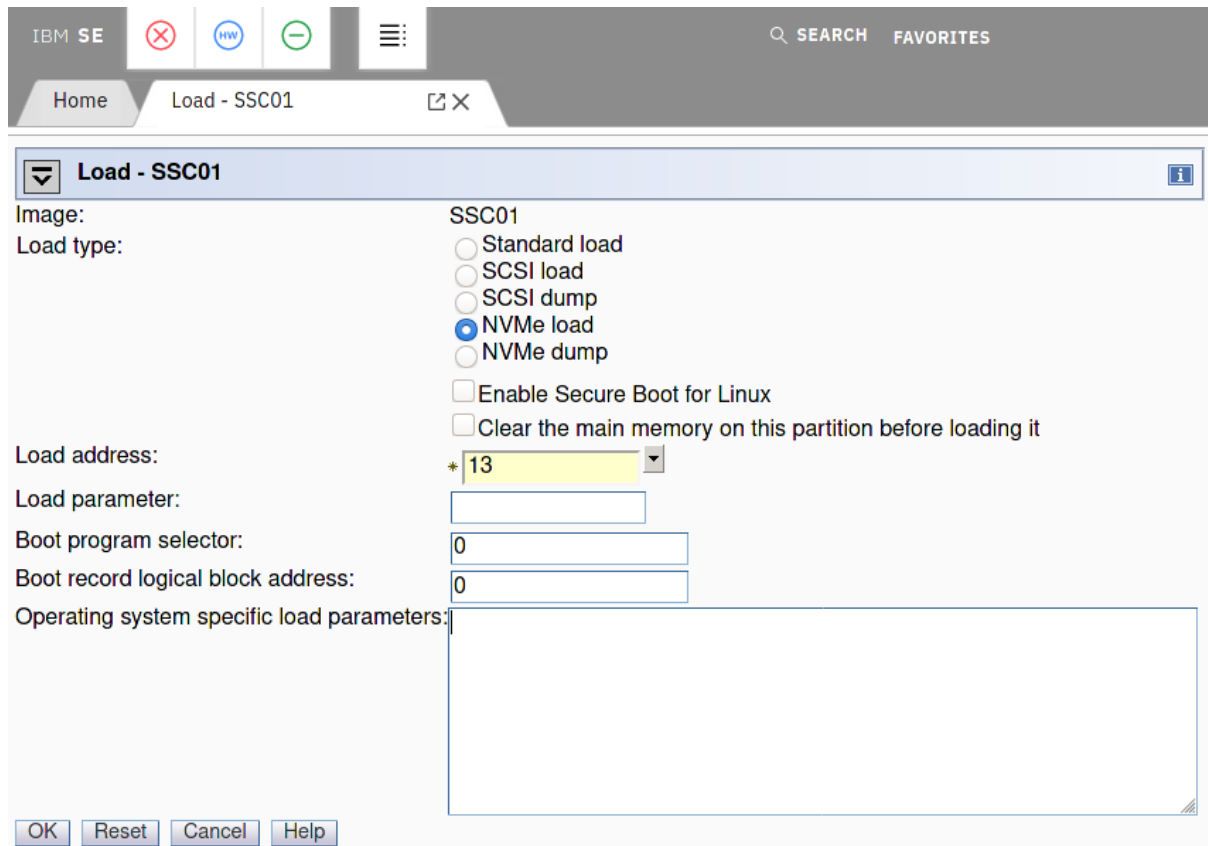 IBM SE HW SEARCH FAVORITES
Home Load - SSC01
Load - SSC01 i
Image: SSC01
Load type: Standard load
SCSI load
SCSI dump
NVMe load
NVMe dump
Enable Secure Boot for Linux
Clear the main memory on this partition before loading it
Load address: * 13
Load parameter:
Boot program selector: 0
Boot record logical block address: 0
Operating system specific load parameters:
OK Reset Cancel Help